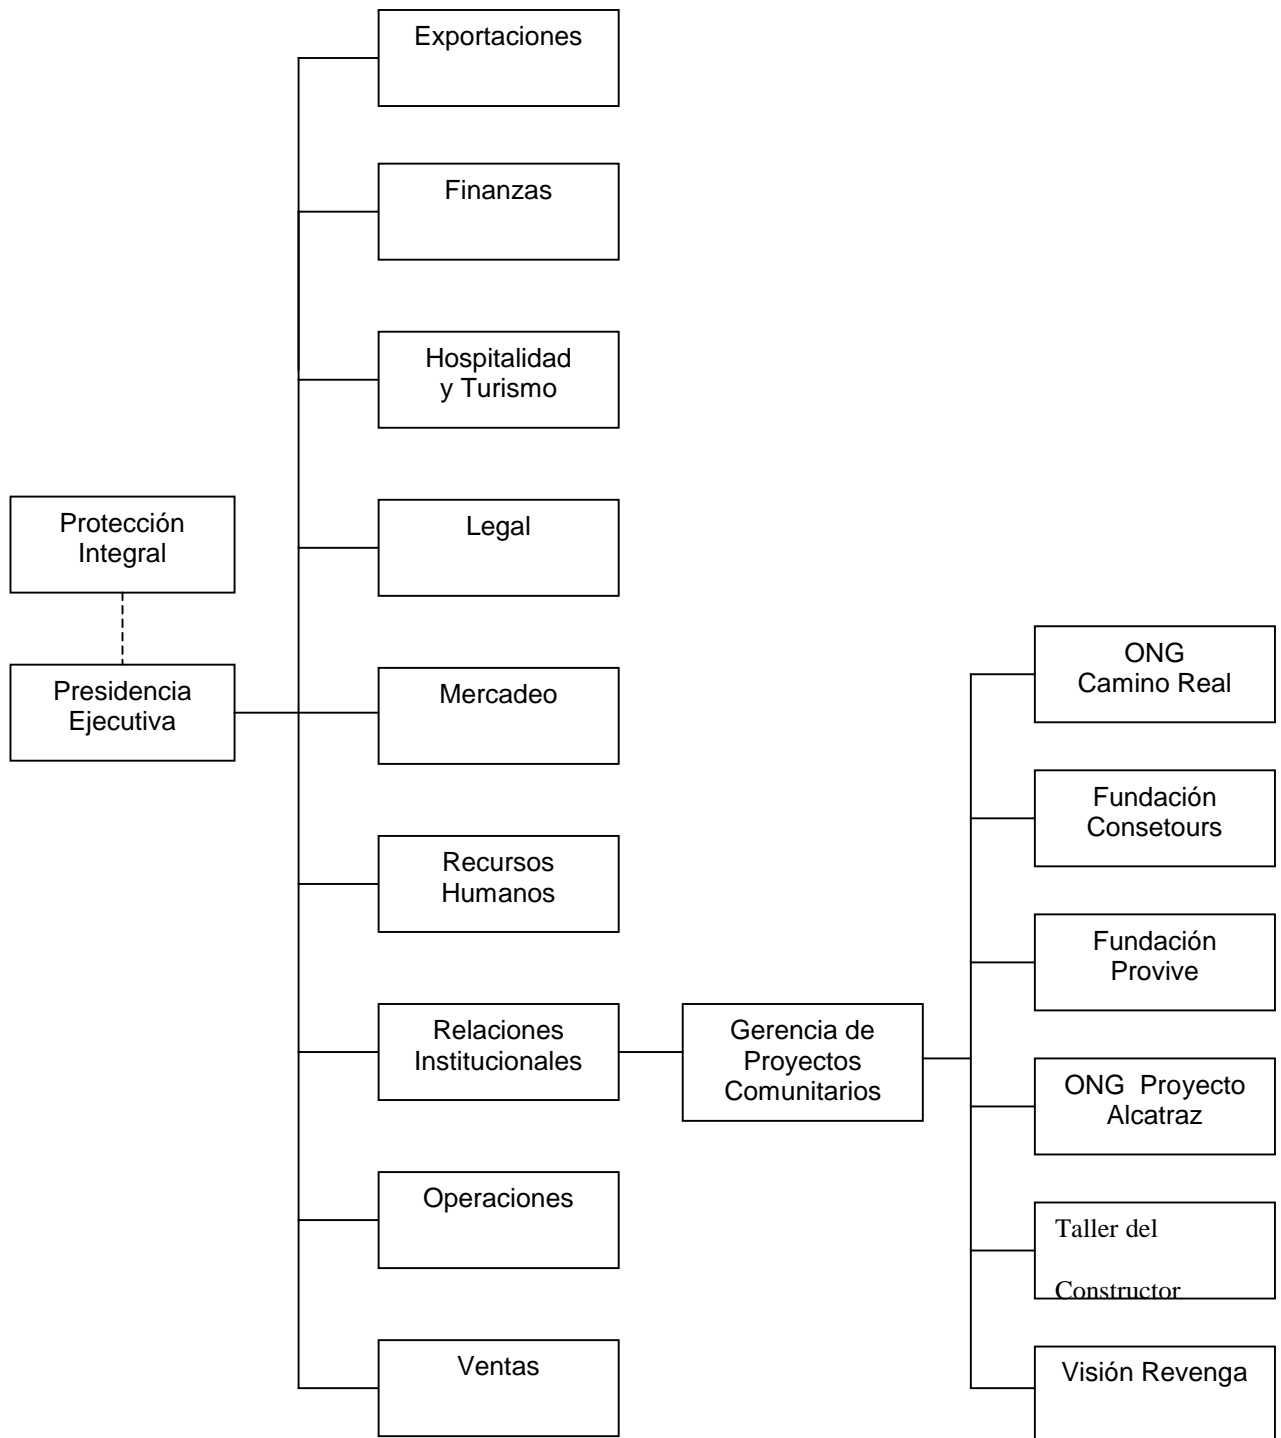 Exportaciones
Finanzas
Hospitalidad
y Turismo
Legal
Protección
Integral
Presidencia
Ejecutiva
Mercadeo
Recursos
Humanos
Relaciones
Institucionales
Operaciones
Ventas
Gerencia de
Proyectos
Comunitarios
ONG
Camino Real
Fundación
Consetours
Fundación
Provive
ONG  Proyecto
Alcatraz
Taller del
Constructor
Visión Revenga